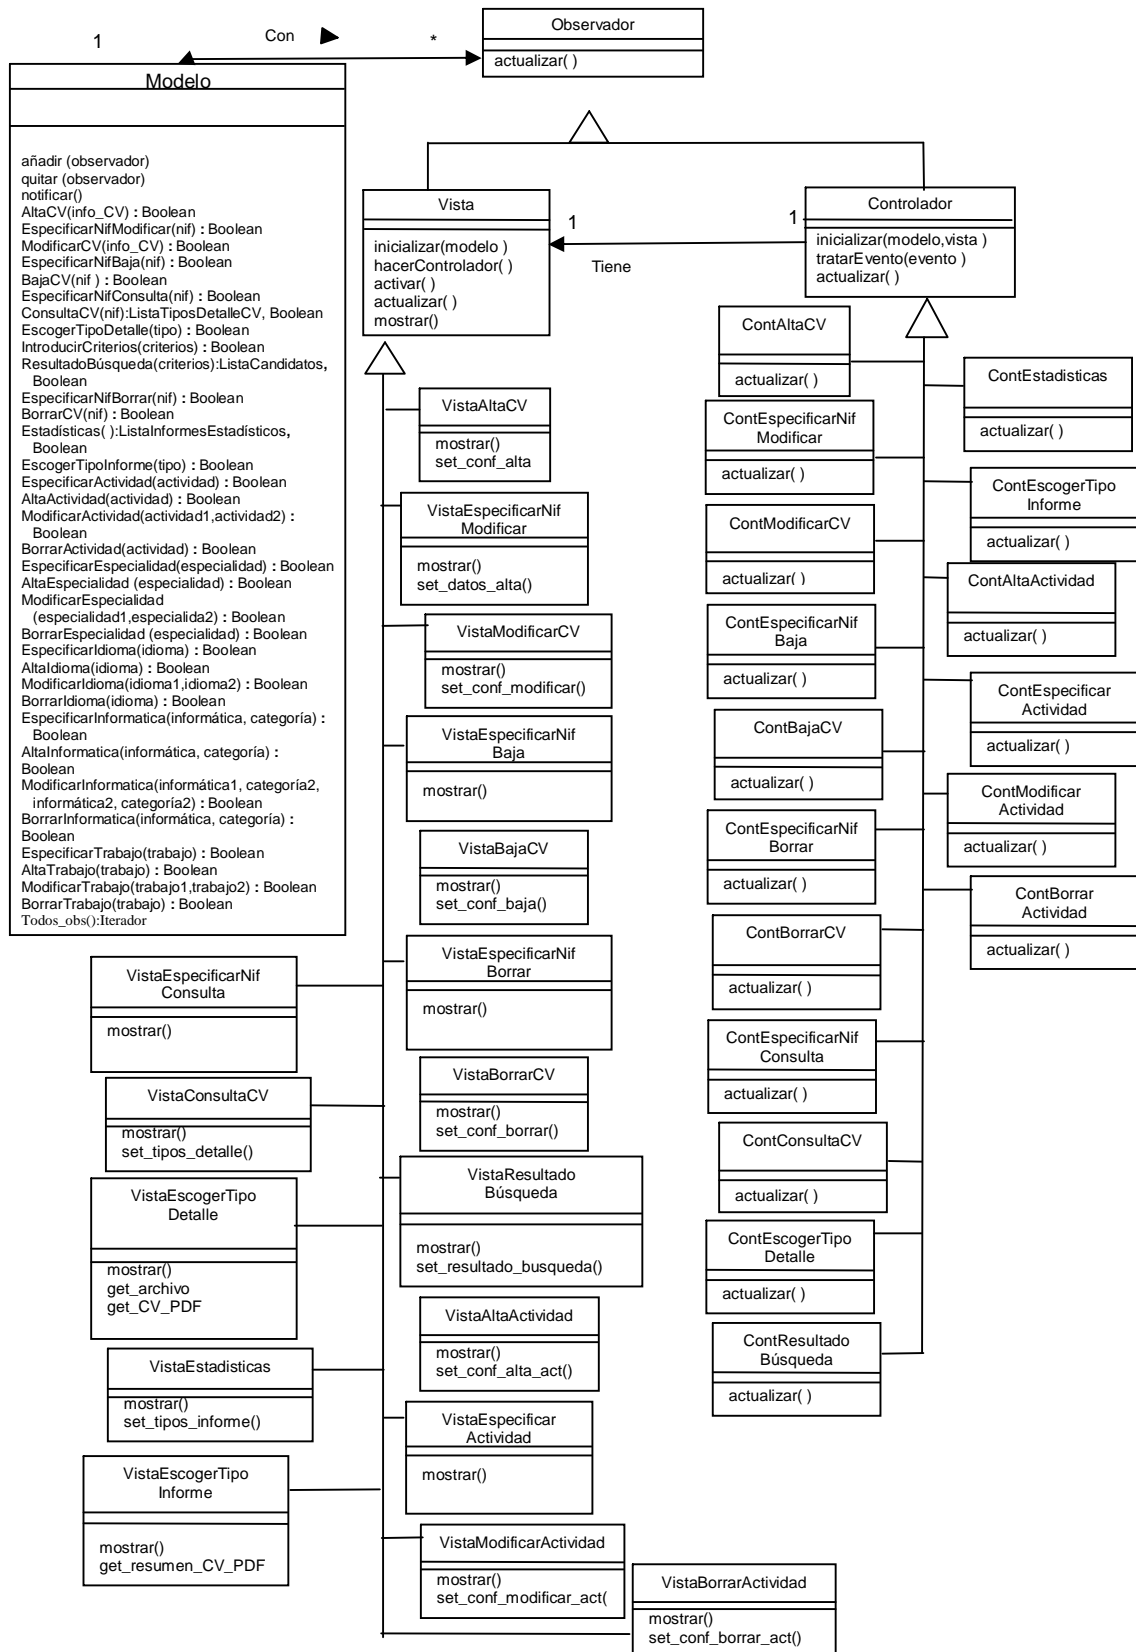 Observador
actualizar( )
1
Con
*
Modelo
añadir (observador)
quitar (observador)
notificar()
AltaCV(info_CV) : Boolean
EspecificarNifModificar(nif) : Boolean
ModificarCV(info_CV) : Boolean
EspecificarNifBaja(nif) : Boolean
BajaCV(nif ) : Boolean
EspecificarNifConsulta(nif) : Boolean
ConsultaCV(nif):ListaTiposDetalleCV, Boolean
EscogerTipoDetalle(tipo) : Boolean
IntroducirCriterios(criterios) : Boolean
ResultadoBúsqueda(criterios):ListaCandidatos,
Boolean
EspecificarNifBorrar(nif) : Boolean
BorrarCV(nif) : Boolean
Estadísticas( ):ListaInformesEstadísticos,
Boolean
EscogerTipoInforme(tipo) : Boolean
EspecificarActividad(actividad) : Boolean
AltaActividad(actividad) : Boolean
ModificarActividad(actividad1,actividad2) :
Boolean
BorrarActividad(actividad) : Boolean
EspecificarEspecialidad(especialidad) : Boolean
AltaEspecialidad (especialidad) : Boolean
ModificarEspecialidad
(especialidad1,especialida2) : Boolean
BorrarEspecialidad (especialidad) : Boolean
EspecificarIdioma(idioma) : Boolean
AltaIdioma(idioma) : Boolean
ModificarIdioma(idioma1,idioma2) : Boolean
BorrarIdioma(idioma) : Boolean
EspecificarInformatica(informática, categoría) :
Boolean
AltaInformatica(informática, categoría) :
Boolean
ModificarInformatica(informática1, categoría2,
informática2, categoría2) : Boolean
BorrarInformatica(informática, categoría) :
Boolean
EspecificarTrabajo(trabajo) : Boolean
AltaTrabajo(trabajo) : Boolean
ModificarTrabajo(trabajo1,trabajo2) : Boolean
BorrarTrabajo(trabajo) : Boolean
Todos_obs():Iterador
Vista
inicializar(modelo )
hacerControlador( )
activar( )
actualizar( )
mostrar()
1
1
Tiene
Controlador
inicializar(modelo,vista )
tratarEvento(evento )
actualizar( )
VistaAltaCV
mostrar()
set_conf_alta
VistaEspecificarNif
Modificar
mostrar()
set_datos_alta()
VistaModificarCV
mostrar()
set_conf_modificar()
VistaEspecificarNif
Baja
mostrar()
VistaBajaCV
mostrar()
set_conf_baja()
VistaEspecificarNif
Borrar
mostrar()
VistaBorrarCV
mostrar()
set_conf_borrar()
VistaResultado
Búsqueda
mostrar()
set_resultado_busqueda()
VistaAltaActividad
mostrar()
set_conf_alta_act()
VistaEspecificar
Actividad
mostrar()
VistaModificarActividad
mostrar()
set_conf_modificar_act(
VistaBorrarActividad
mostrar()
set_conf_borrar_act()
VistaEspecificarNif
Consulta
mostrar()
VistaConsultaCV
mostrar()
set_tipos_detalle()
VistaEscogerTipo
Detalle
mostrar()
get_archivo
get_CV_PDF
VistaEstadisticas
mostrar()
set_tipos_informe()
VistaEscogerTipo
Informe
mostrar()
get_resumen_CV_PDF
ContAltaCV
actualizar( )
ContEspecificarNif
Modificar
actualizar( )
ContModificarCV
actualizar( )
ContEspecificarNif
Baja
actualizar( )
ContBajaCV
actualizar( )
ContEspecificarNif
Borrar
actualizar( )
ContBorrarCV
actualizar( )
ContEspecificarNif
Consulta
actualizar( )
ContConsultaCV
actualizar( )
ContEscogerTipo
Detalle
actualizar( )
ContResultado
Búsqueda
actualizar( )
ContEstadisticas
actualizar( )
ContEscogerTipo
Informe
actualizar( )
ContAltaActividad
actualizar( )
ContEspecificar
Actividad
actualizar( )
ContModificar
Actividad
actualizar( )
ContBorrar
Actividad
actualizar( )